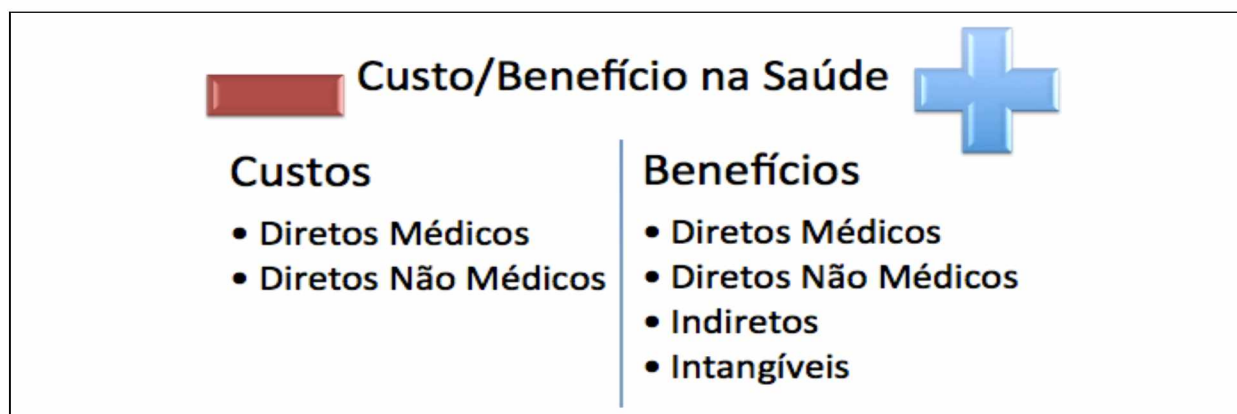 Custo/Benefício na Saúde
Custos
• Diretos Médicos
• Diretos Não Médicos
Benefícios
• Diretos Médicos
• Diretos Não Médicos
• Indiretos
• Intangíveis